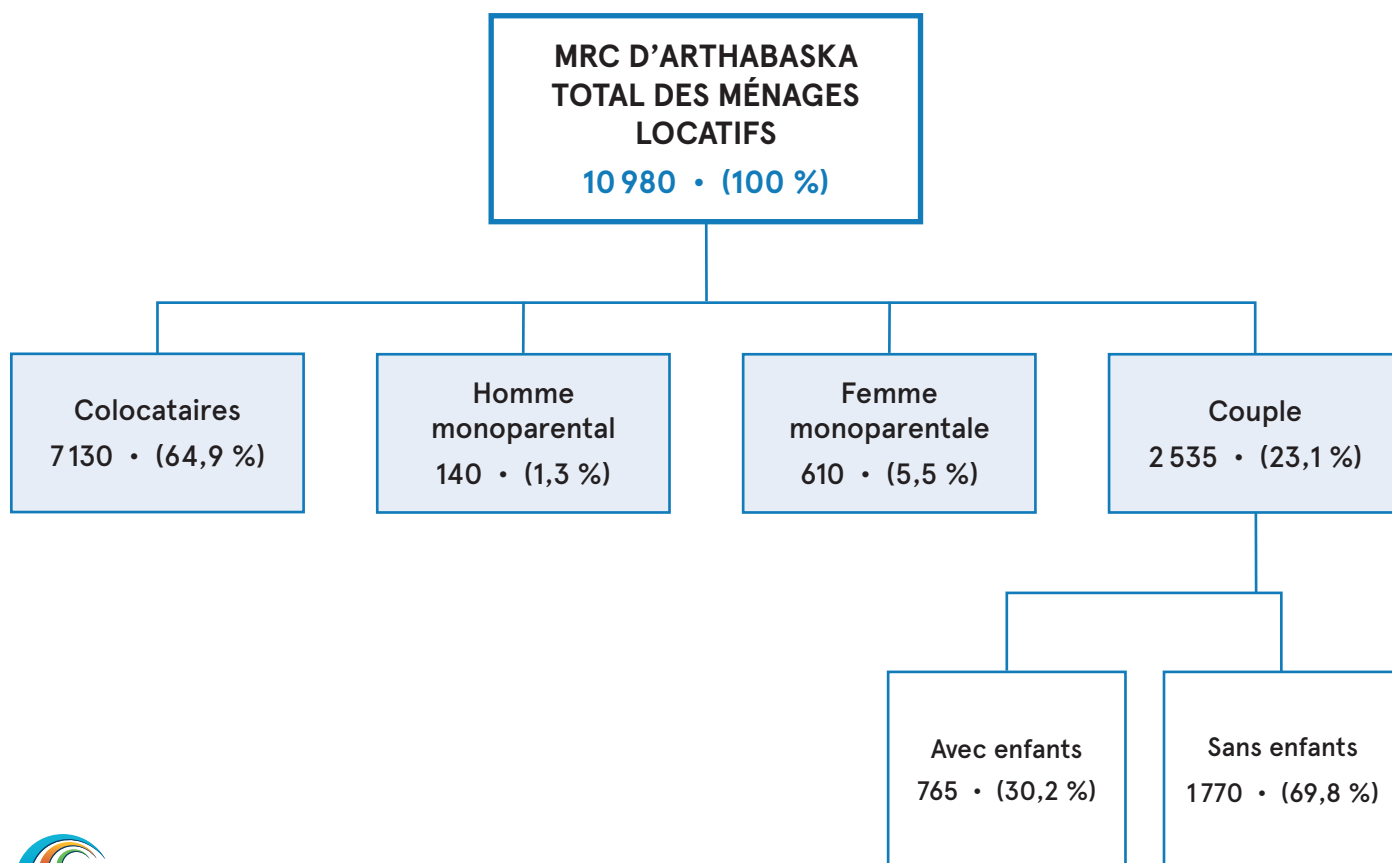 MRC D’ARTHABASKA
TOTAL DES MÉNAGES
LOCATIFS
10 980 • (100 %)
Colocataires
7 130 • (64,9 %)
Homme
monoparental
140 • (1,3 %)
Femme
monoparentale
610 • (5,5 %)
Couple
2 535 • (23,1 %)
Avec enfants
765 • (30,2 %)
Sans enfants
1 770 • (69,8 %)